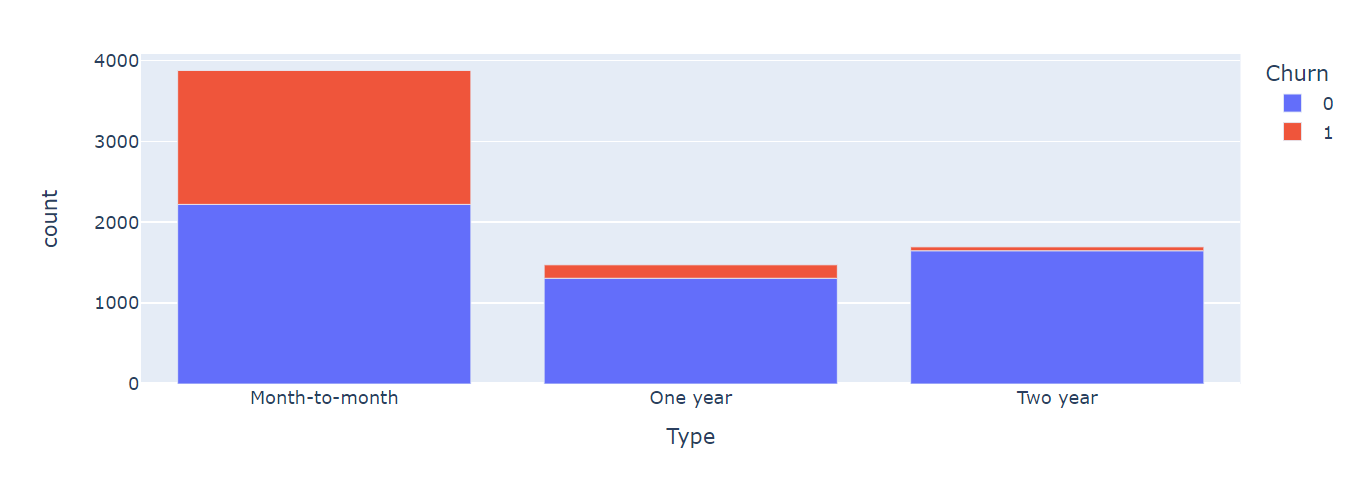 4000
3000
2000
1000
0
count
Month-to-month
One year
Two year
Type
Churn
0
1